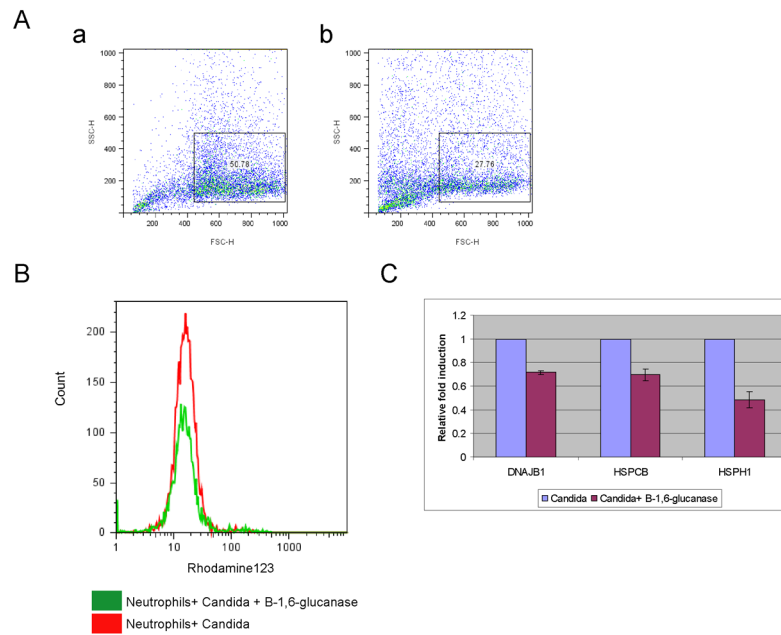 A
a
b
1000
800
600
400
200
0
SSC-H
50.78
200 400 600 800 1000
FSC-H
1000
800
600
400
200
0
SSC-H
27.76
200 400 600 800 1000
FSC-H
B
200
150
100
50
0
Count
1 10 100 1000
Rhodamine123
Neutrophils+ Candida + B-1,6-glucanase
Neutrophils+ Candida
C
1.2
1
0.8
0.6
0.4
0.2
0
Relative fold induction
DNAJB1 HSPCB HSPH1
Candida Candida+ B-1,6-glucanase